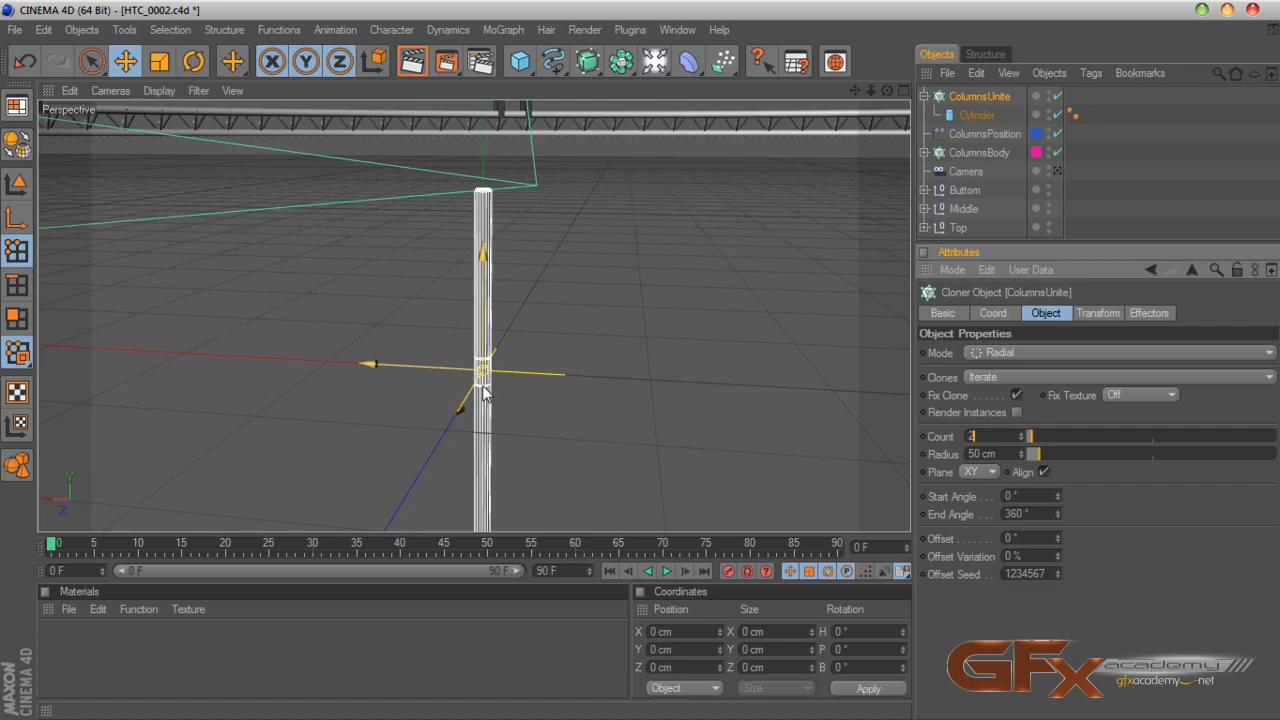 CINEMA 4D (64 Bit) - [HTC_0002.c4d *]
File Edit Objects Tools Selection Structure Functions Animation Character Dynamics MoGraph Hair Render Plugins Window Help
X Y Z
Objects Structure
File Edit View Objects Tags Bookmarks
Edit Cameras Display Filter View
Perspective
ColumnsUnite
Cylinder
ColumnsPosition
ColumnsBody
Camera
Buttom
Middle
Top
Attributes
Mode Edit User Data
Cloner Object [ColumnsUnite]
Basic Coord. Object Transform Effectors
Object Properties
Mode Radial
Clones Iterate
Fix Clone . . . . . . Fix Texture Off
Render Instances
Count 2
Radius 50 cm
Plane XY Align
Start Angle . . . 0 °
End Angle . . . . 360 °
Offset . . . . . . . 0 °
Offset Variation 0 %
Offset Seed . . . 1234567
Y
X
Z
0 5 10 15 20 25 30 35 40 45 50 55 60 65 70 75 80 85 90 0 F
0 F 0 F 90 F 90 F
Materials
File Edit Function Texture
Coordinates
Position Size Rotation
X 0 cm X 0 cm H 0 °
Y 0 cm Y 0 cm P 0 °
Z 0 cm Z 0 cm B 0 °
Object Size Apply
MAXON
CINEMA 4D
GFx academy
gfxacademy.net